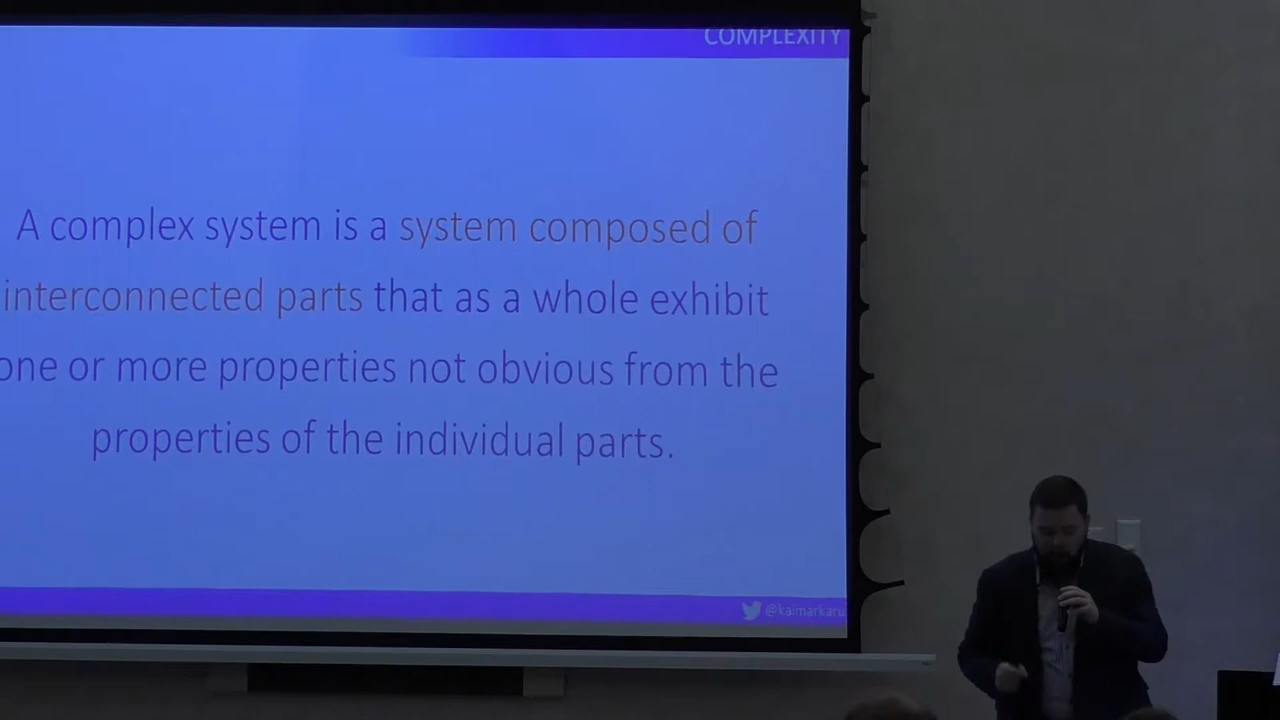 COMPLEXITY
A complex system is a system composed of
interconnected parts that as a whole exhibit
one or more properties not obvious from the
properties of the individual parts.
@kaimarkaru